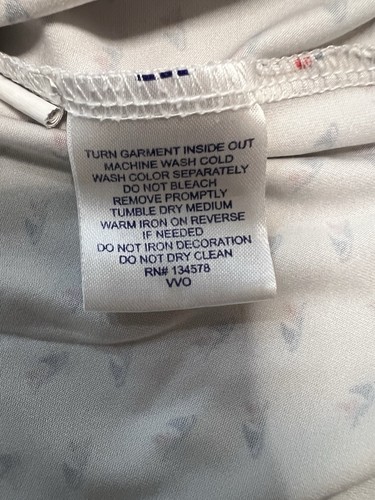 TURN GARMENT INSIDE OUT
MACHINE WASH COLD
WASH COLOR SEPARATELY
DO NOT BLEACH
REMOVE PROMPTLY
TUMBLE DRY MEDIUM
WARM IRON ON REVERSE
IF NEEDED
DO NOT IRON DECORATION
DO NOT DRY CLEAN
RN# 134578
VVO